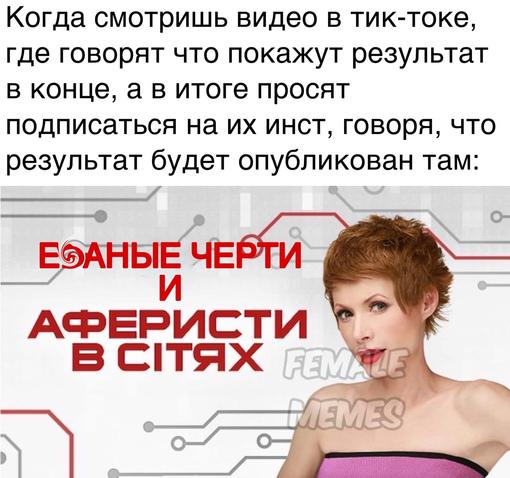 Когда смотришь видео в тик-токе,
где говорят что покажут результат
в конце, а в итоге просят
подписаться на их инст, говоря, что
результат будет опубликован там:
ЕБАНЫЕ ЧЕРТИ
И
АФЕРИСТИ
В СІТЯХ
FEMALE
MEMES